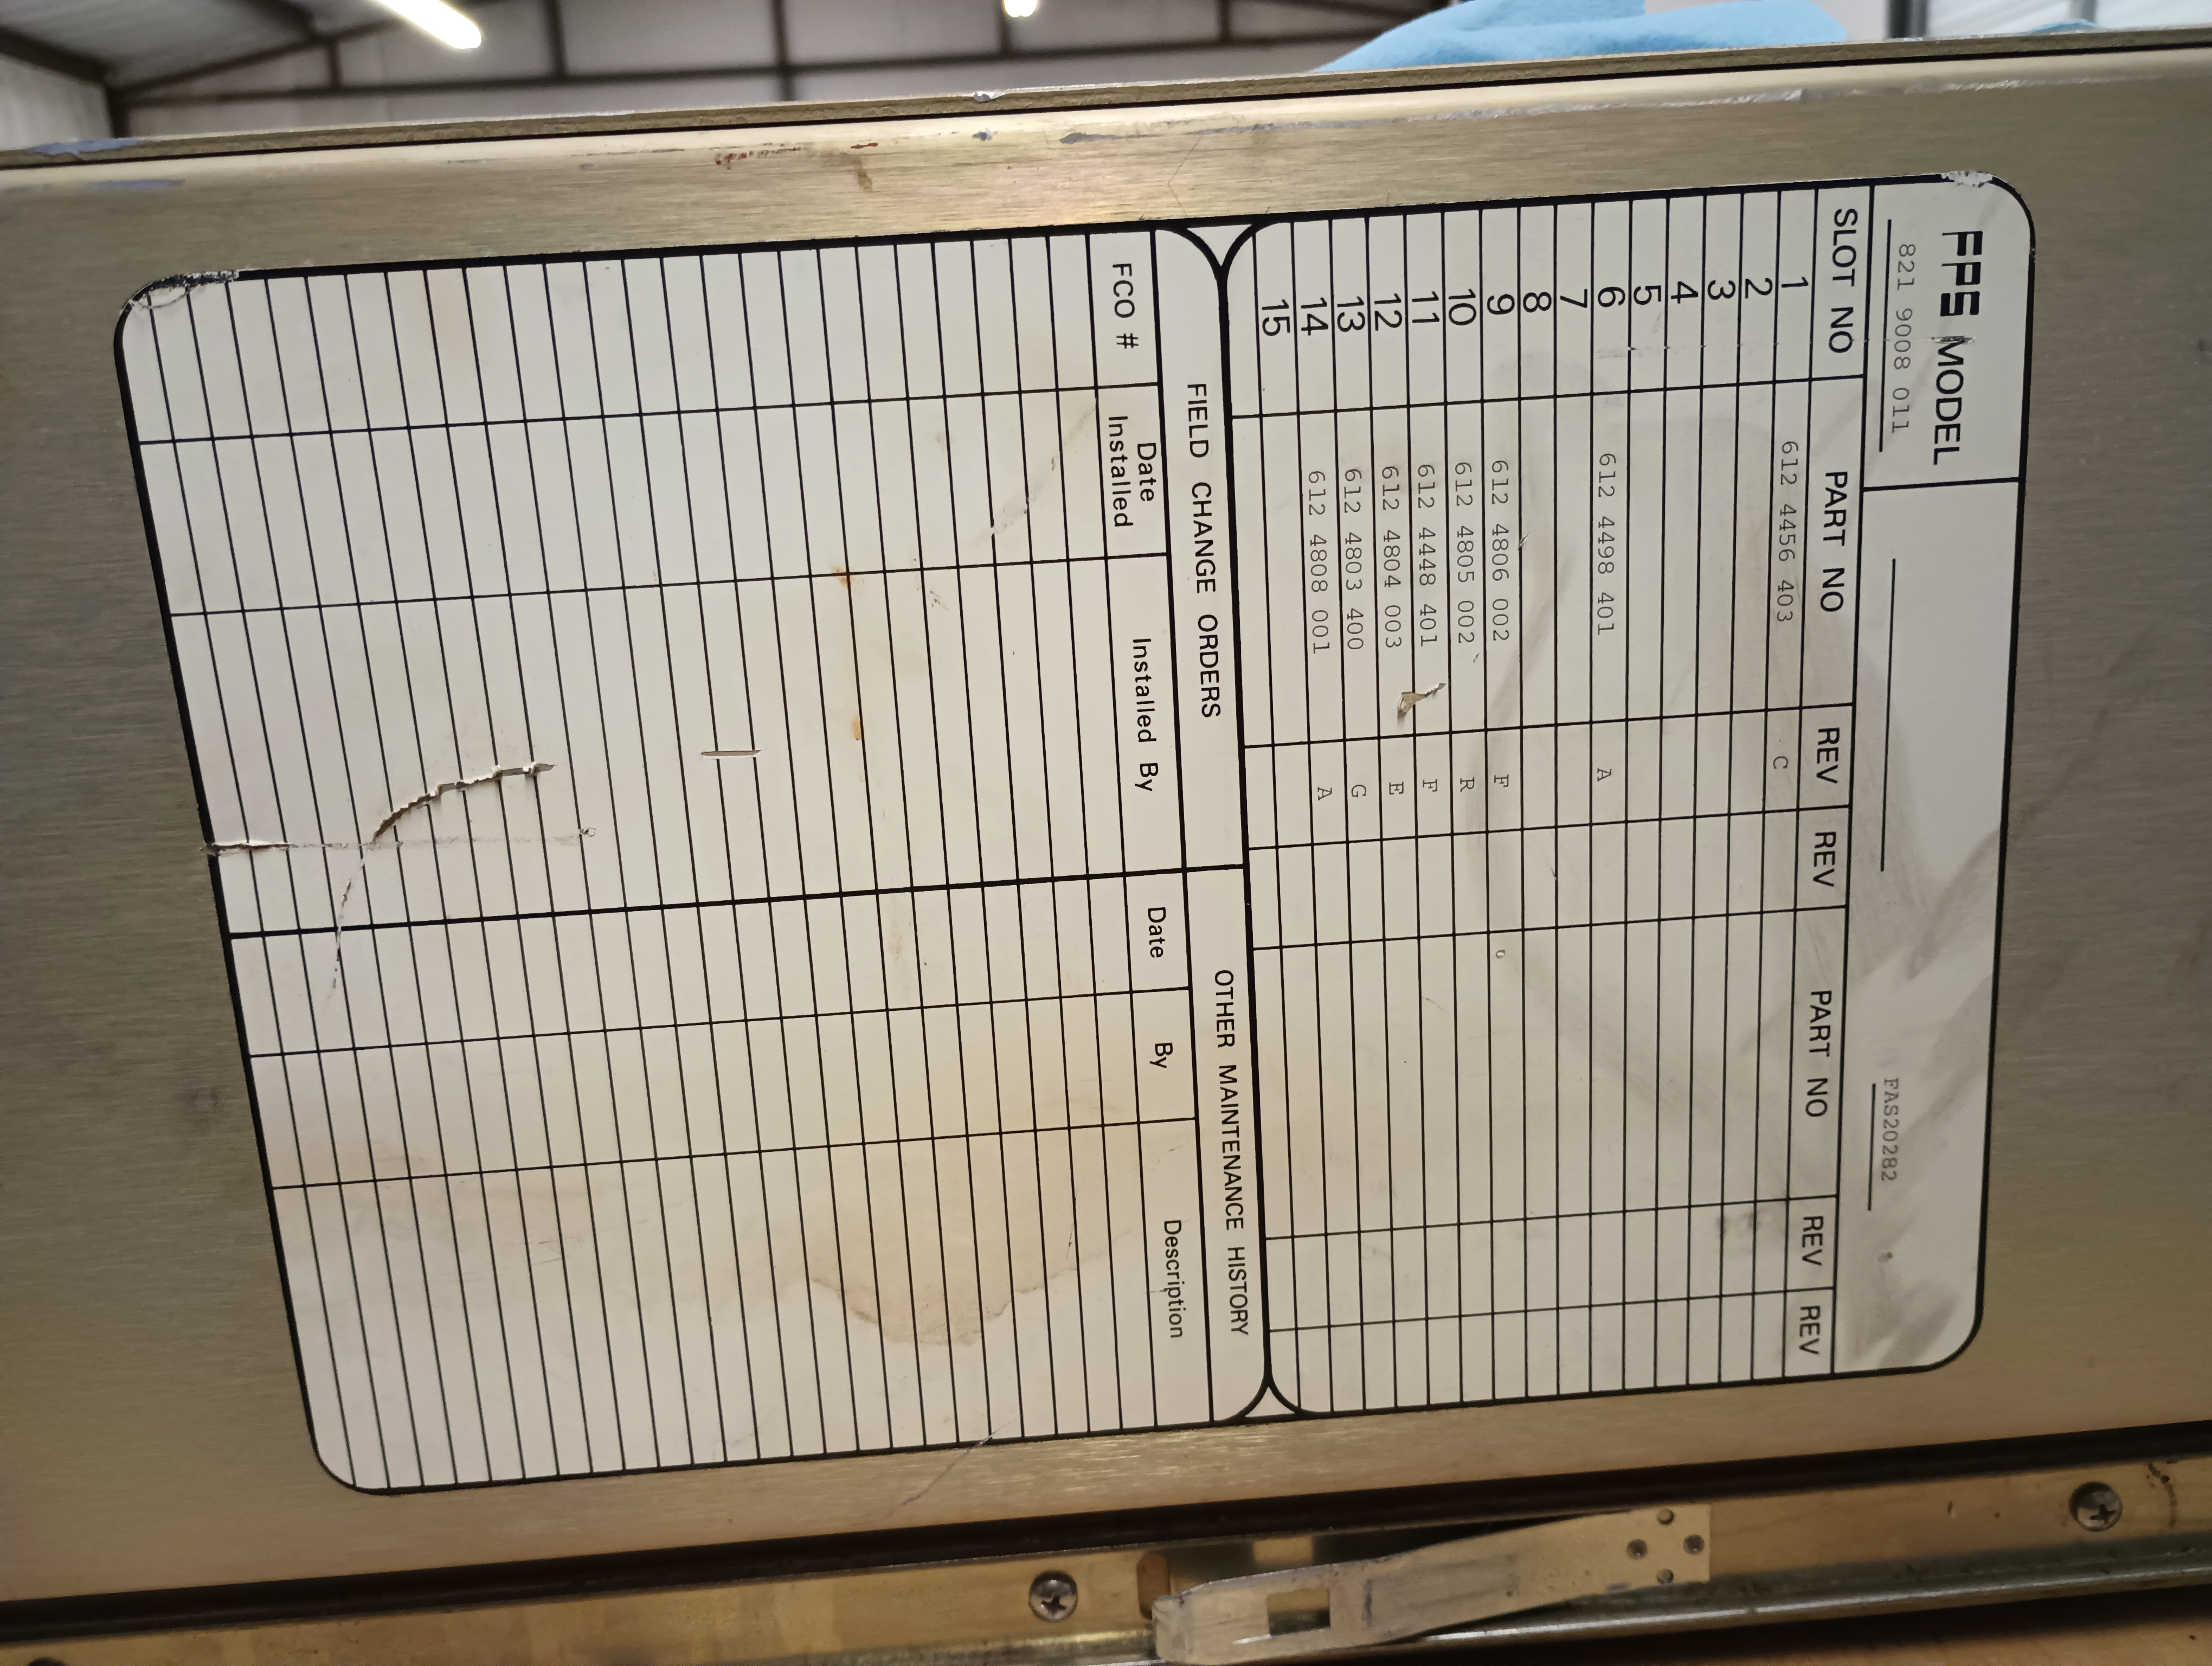 FPS MODEL
821 9008 011 FAS20282
SLOT NO PART NO REV REV PART NO REV REV
1 612 4456 403 C
2
3
4
5
6 612 4498 401 A
7
8
9 612 4806 002 F
10 612 4805 002 R
11 612 4448 401 F
12 612 4804 003 E
13 612 4803 400 G
14 612 4808 001 A
15
FIELD CHANGE ORDERS OTHER MAINTENANCE HISTORY
FCO # Date Installed Installed By Date By Description